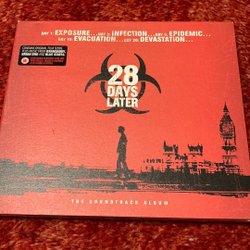 DAY 1: EXPOSURE... DAY 3: INFECTION... DAY 8: EPIDEMIC...
DAY 15: EVACUATION... DAY 20: DEVASTATION...
28
DAYS
LATER
THE SOUNDTRACK ALBUM